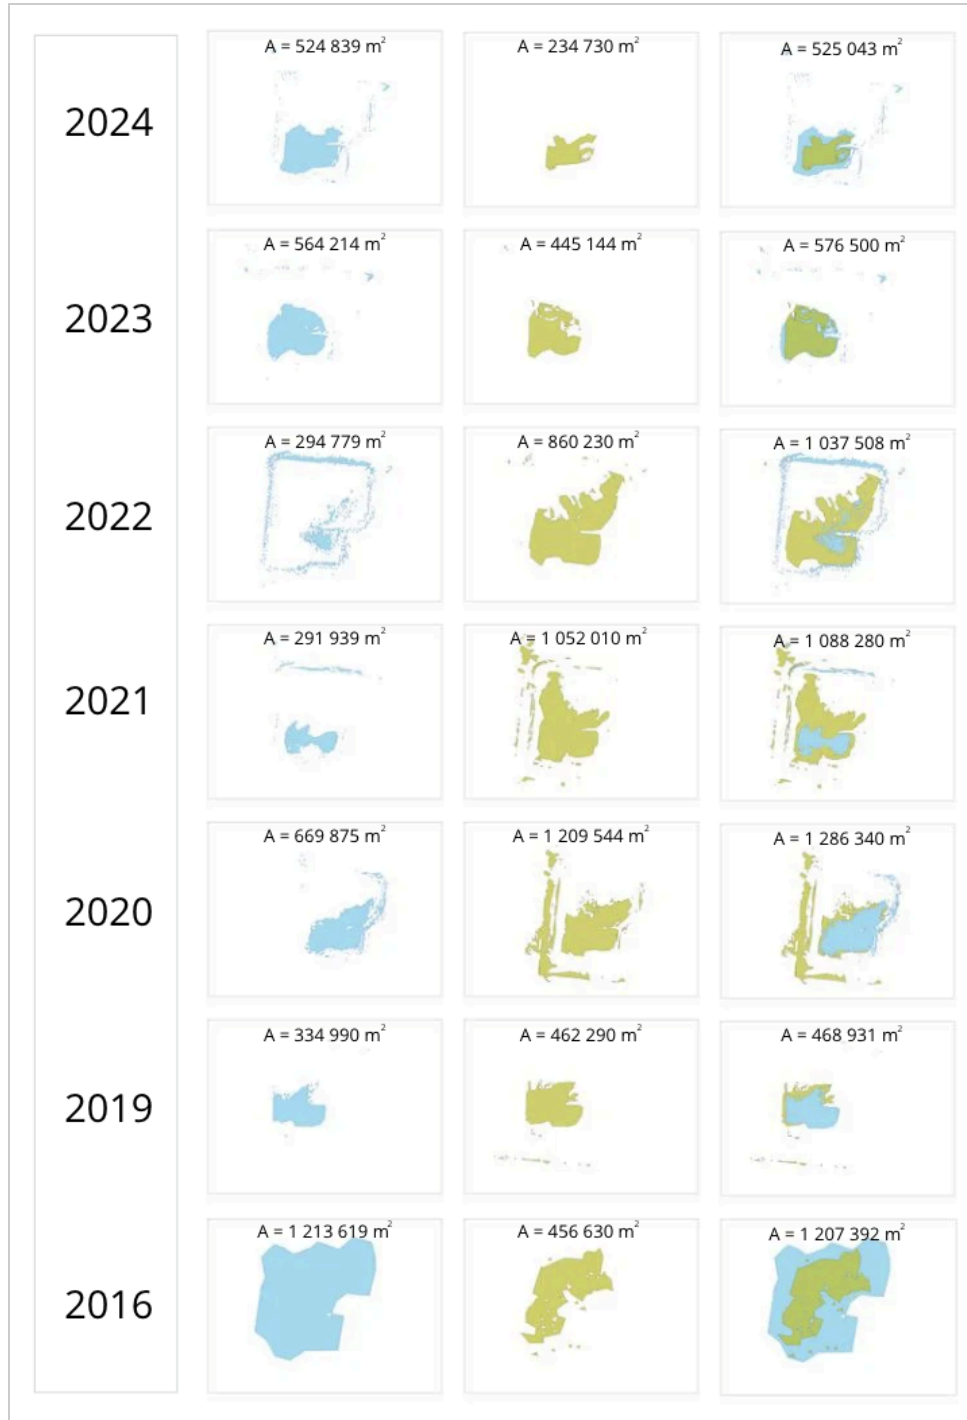 2024
A = 524 839 m²
A = 234 730 m²
A = 525 043 m²
2023
A = 564 214 m²
A = 445 144 m²
A = 576 500 m²
2022
A = 294 779 m²
A = 860 230 m²
A = 1 037 508 m²
2021
A = 291 939 m²
A = 1 052 010 m²
A = 1 088 280 m²
2020
A = 669 875 m²
A = 1 209 544 m²
A = 1 286 340 m²
2019
A = 334 990 m²
A = 462 290 m²
A = 468 931 m²
2016
A = 1 213 619 m²
A = 456 630 m²
A = 1 207 392 m²